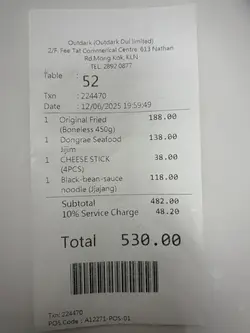 Outdark (Outdark Dul limited)
2/F. Fee Tat Commerical Centre. 613 Nathan
Rd.Mong Kok, KLN
TEL: 2892 0877
Table :
52
Txn : 224470
Date : 12/06/2025 19:59:49
1 Original Fried 188.00
(Boneless 450g)
1 Dongrae Seafood 138.00
Jjim
1 CHEESE STICK 38.00
(4PCS)
1 Black-bean-sauce 118.00
noodle (Jjajang)
Subtotal 482.00
10% Service Charge 48.20
Total 530.00
Txn: 224470
POS Code : A12271-POS-01